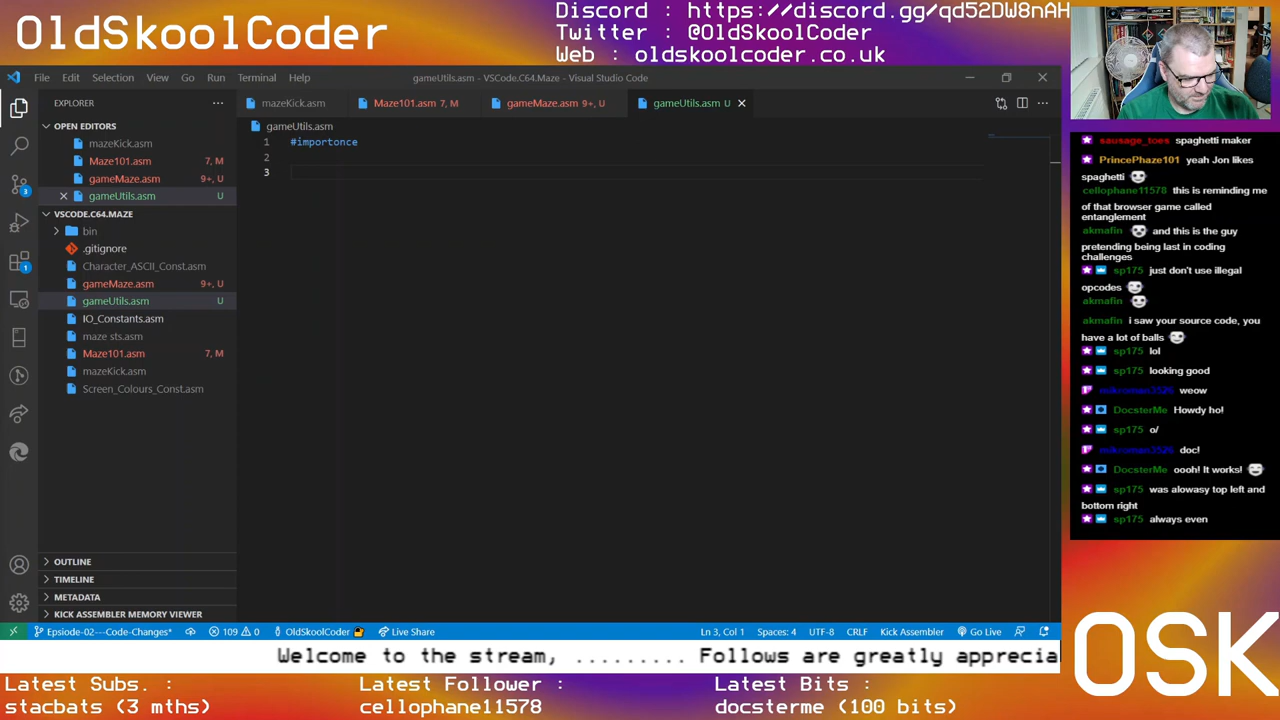 OldSkoolCoder
Discord : https://discord.gg/qd52DW8nAH
Twitter : @OldSkoolCoder
Web : oldskoolcoder.co.uk
File Edit Selection View Go Run Terminal Help
gameUtils.asm - VSCode.C64.Maze - Visual Studio Code
EXPLORER
mazeKick.asm
Maze101.asm 7, M
gameMaze.asm 9+, U
gameUtils.asm U
OPEN EDITORS
mazeKick.asm
Maze101.asm 7, M
gameMaze.asm 9+, U
gameUtils.asm U
VSCODE.C64.MAZE
bin
.gitignore
Character_ASCII_Const.asm
gameMaze.asm 9+, U
gameUtils.asm U
IO_Constants.asm
maze sts.asm
Maze101.asm 7, M
mazeKick.asm
Screen_Colours_Const.asm
OUTLINE
TIMELINE
METADATA
KICK ASSEMBLER MEMORY VIEWER
3
1
gameUtils.asm
1 #importonce
2
3
Epsiode-02---Code-Changes*
109 0
OldSkoolCoder
Live Share
Ln 3, Col 1
Spaces: 4
UTF-8
CRLF
Kick Assembler
Go Live
sausage_toes spaghetti maker
PrincePhaze101 yeah Jon likes
spaghetti
cellophane11578 this is reminding me
of that browser game called
entanglement
akmafin and this is the guy
pretending being last in coding
challenges
sp175 just don't use illegal
opcodes
akmafin
akmafin i saw your source code, you
have a lot of balls
sp175 lol
sp175 looking good
mikroman3526 weow
DocsterMe Howdy ho!
sp175 o/
mikroman3526 doc!
DocsterMe oooh! It works!
sp175 was alowasy top left and
bottom right
sp175 always even
OSK
Welcome to the stream, ......... Follows are greatly apprecia
Latest Subs. :
stacbats (3 mths)
Latest Follower :
cellophane11578
Latest Bits :
docsterme (100 bits)